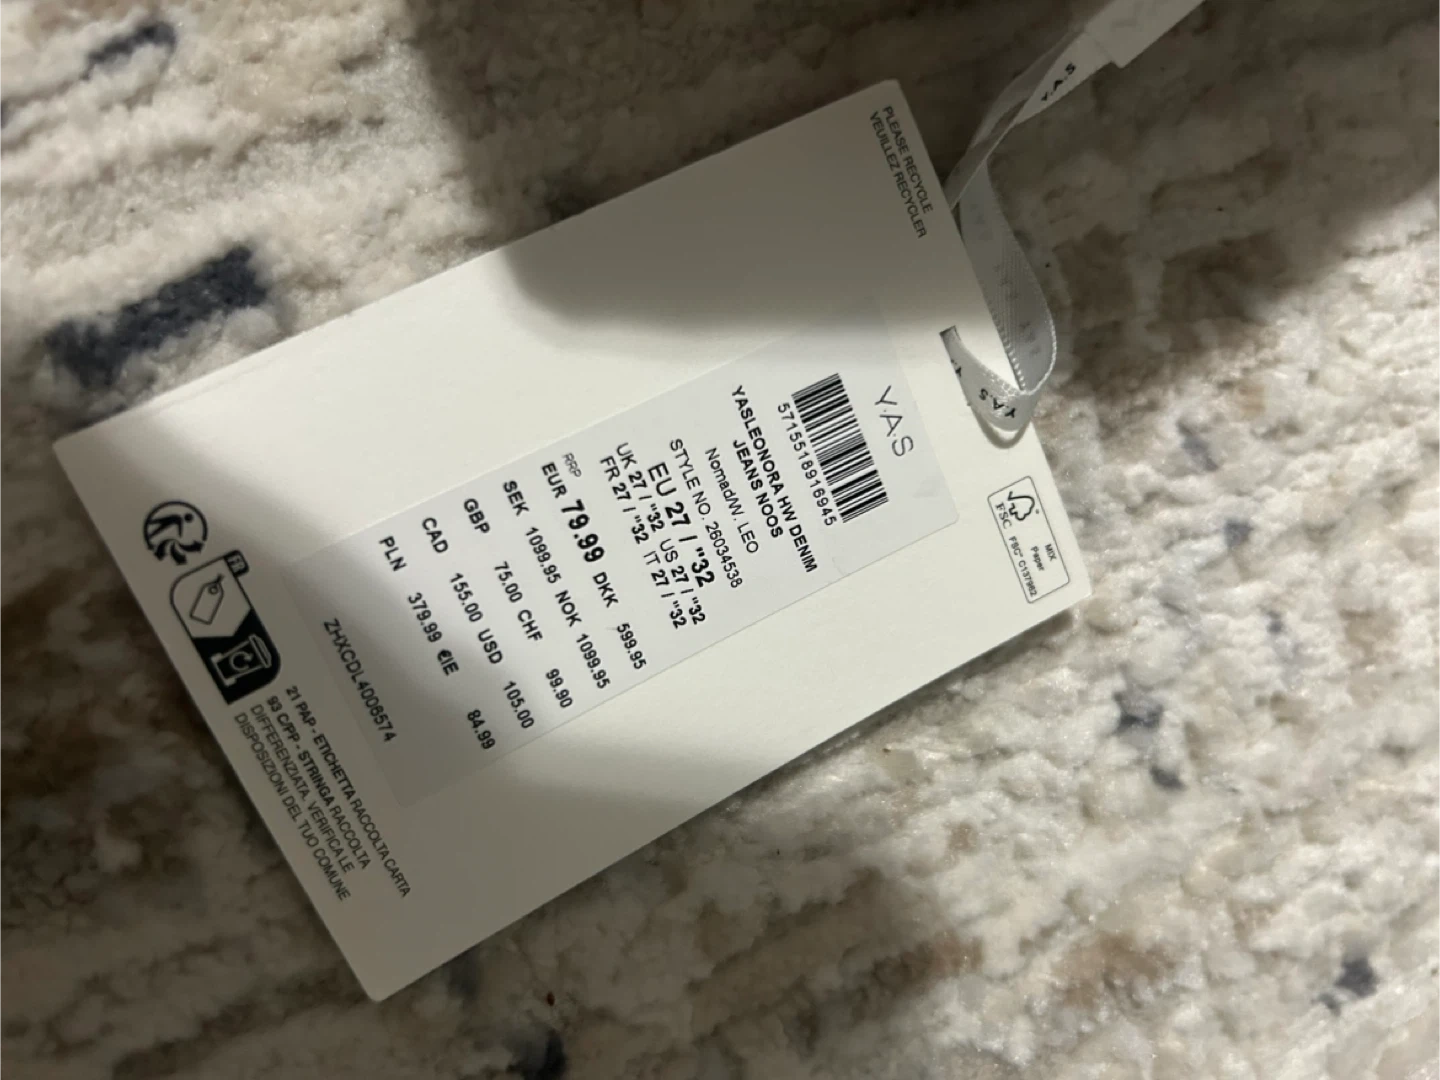 PLEASE RECYCLE
VEUILLEZ RECYCLER
Y.A.S
Y.A.S
Y.A.S
5715518916945
YASLEONORA HW DENIM
JEANS NOOS
Nomad/W. LEO
STYLE NO. 26034538
EU 27 / "32
UK 27 / "32 US 27 / "32
FR 27 / "32 IT 27 / "32
RRP
EUR 79.99 DKK 599.95
SEK 1099.95 NOK 1099.95
GBP 75.00 CHF 99.90
CAD 155.00 USD 105.00
PLN 379.99 €IE 84.99
ZHXCDL4008574
FSC
MIX
Paper
FSC™ C137982
FR
21 PAP - ETICHETTA RACCOLTA CARTA
93 C/PP - STRINGA RACCOLTA
DIFFERENZIATA. VERIFICA LE
DISPOSIZIONI DEL TUO COMUNE